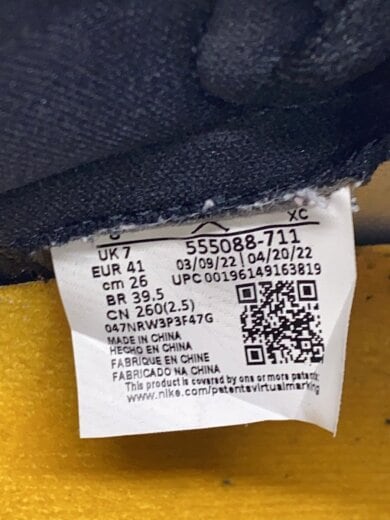 XC
UK 7 555088-711
EUR 41 03/09/22 04/20/22
cm 26 UPC 00196149163819
BR 39.5
CN 260(2.5)
047NRW3P3F47G
MADE IN CHINA
HECHO EN CHINA
FABRIQUE EN CHINE
FABRICADO NA CHINA
This product is covered by one or more patents.
www.nike.com/patentsvirtualmarking